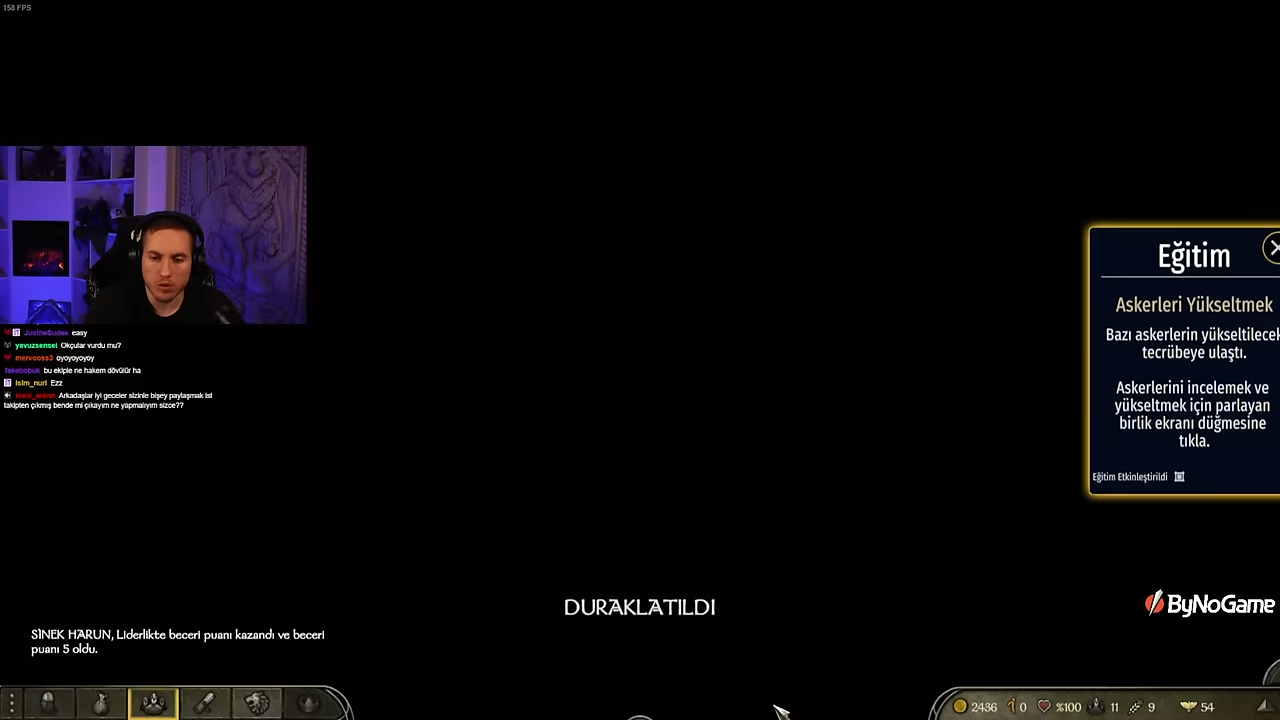 158 FPS
JustheSudee easy
yavuzsensei Okçular vurdu mu?
mervooss3 oyoyoyoyoy
fakebobuk bu ekiple ne hakem dövülür ha
isim_nuri Ezz
Arkadaşlar iyi geceler sizinle bişey paylaşmak ist
takipten çıkmış bende mi çıkayım ne yapmalıyım sizce??
Eğitim
Askerleri Yükseltmek
Bazı askerlerin yükseltilecek
tecrübeye ulaştı.
Askerlerini incelemek ve
yükseltmek için parlayan
birlik ekranı düğmesine
tıkla.
Eğitim Etkinleştirildi
DURAKLATILDI
ByNoGame
SİNEK HARUN, Liderlikte beceri puanı kazandı ve beceri
puanı 5 oldu.
2436 0 %100 11 9 54